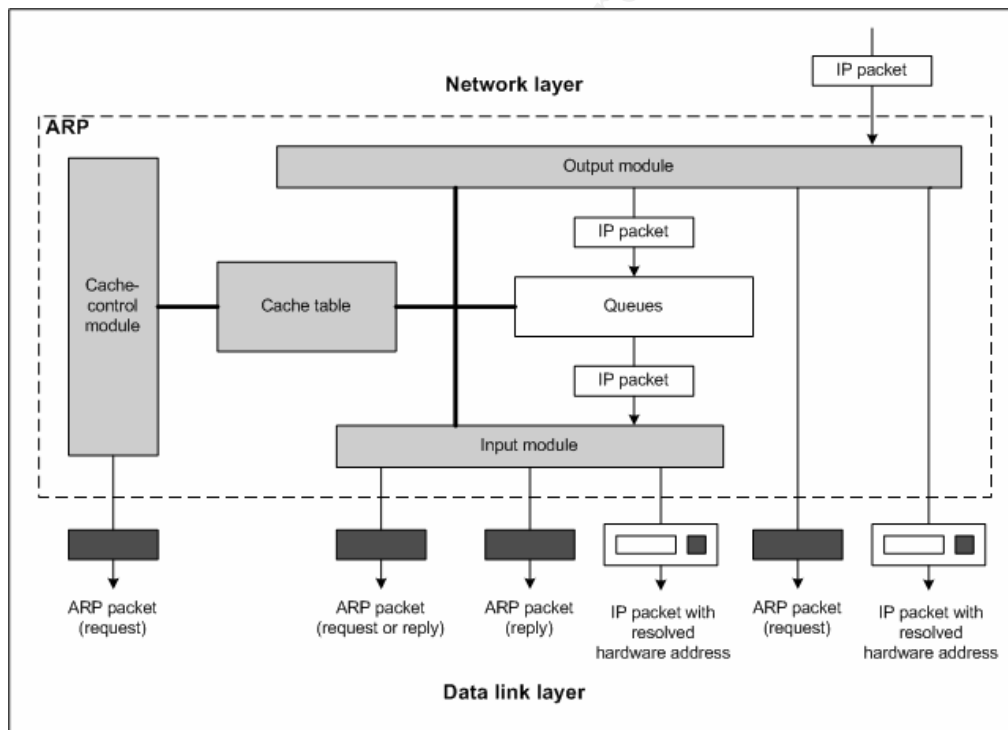 IP packet
Network layer
ARP
Output module
IP packet
Cache-
control
module
Cache table
Queues
IP packet
Input module
ARP packet
(request)
ARP packet
(request or reply)
ARP packet
(reply)
IP packet with
resolved
hardware address
ARP packet
(request)
IP packet with
resolved
hardware address
Data link layer